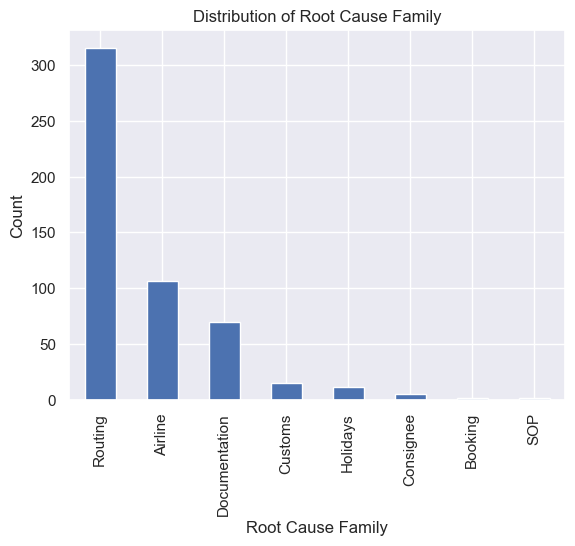 Distribution of Root Cause Family
Count
300
250
200
150
100
50
0
Routing
Airline
Documentation
Customs
Holidays
Consignee
Booking
SOP
Root Cause Family